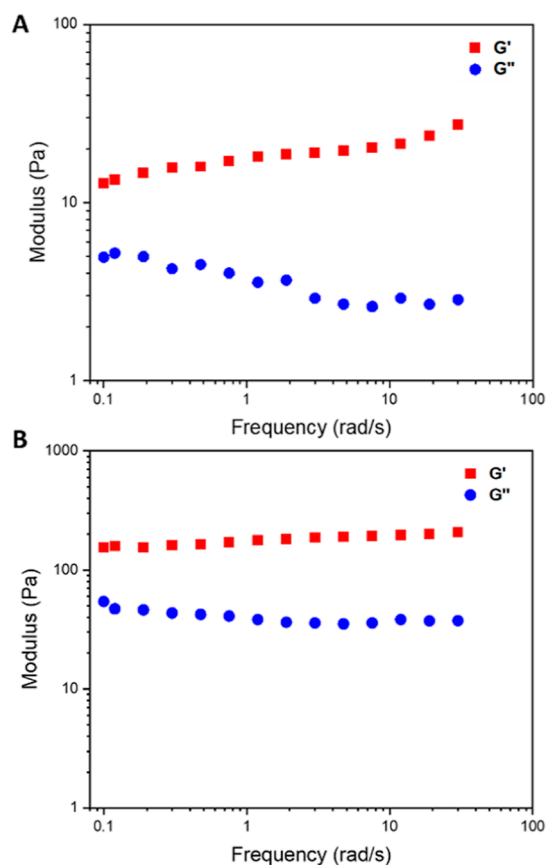 A
100
G'
G"
Modulus (Pa)
10
1
0.1 1 10 100
Frequency (rad/s)
B
1000
G'
G"
Modulus (Pa)
100
10
1
0.1 1 10 100
Frequency (rad/s)